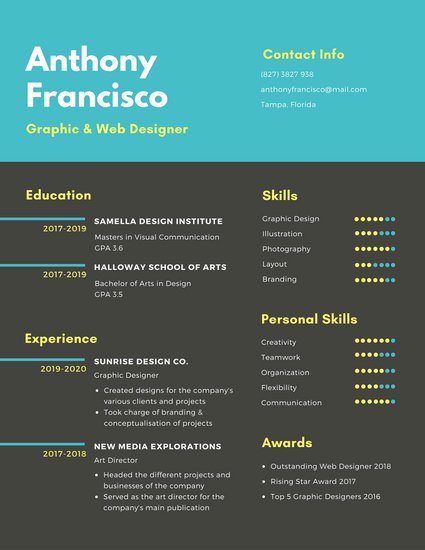 Anthony
Francisco
Graphic & Web Designer
Contact Info
(827) 3827 938
anthonyfrancisco@mail.com
Tampa, Florida
Education
2017-2019
SAMELLA DESIGN INSTITUTE
Masters in Visual Communication
GPA 3.6
2017-2019
HALLOWAY SCHOOL OF ARTS
Bachelor of Arts in Design
GPA 3.5
Experience
2019-2020
SUNRISE DESIGN CO.
Graphic Designer
• Created designs for the company's
various clients and projects
• Took charge of branding &
conceptualisation of projects
2017-2018
NEW MEDIA EXPLORATIONS
Art Director
• Headed the different projects and
businesses of the company
• Served as the art director for the
company's main publication
Skills
Graphic Design
Illustration
Photography
Layout
Branding
Personal Skills
Creativity
Teamwork
Organization
Flexibility
Communication
Awards
• Outstanding Web Designer 2018
• Rising Star Award 2017
• Top 5 Graphic Designers 2016